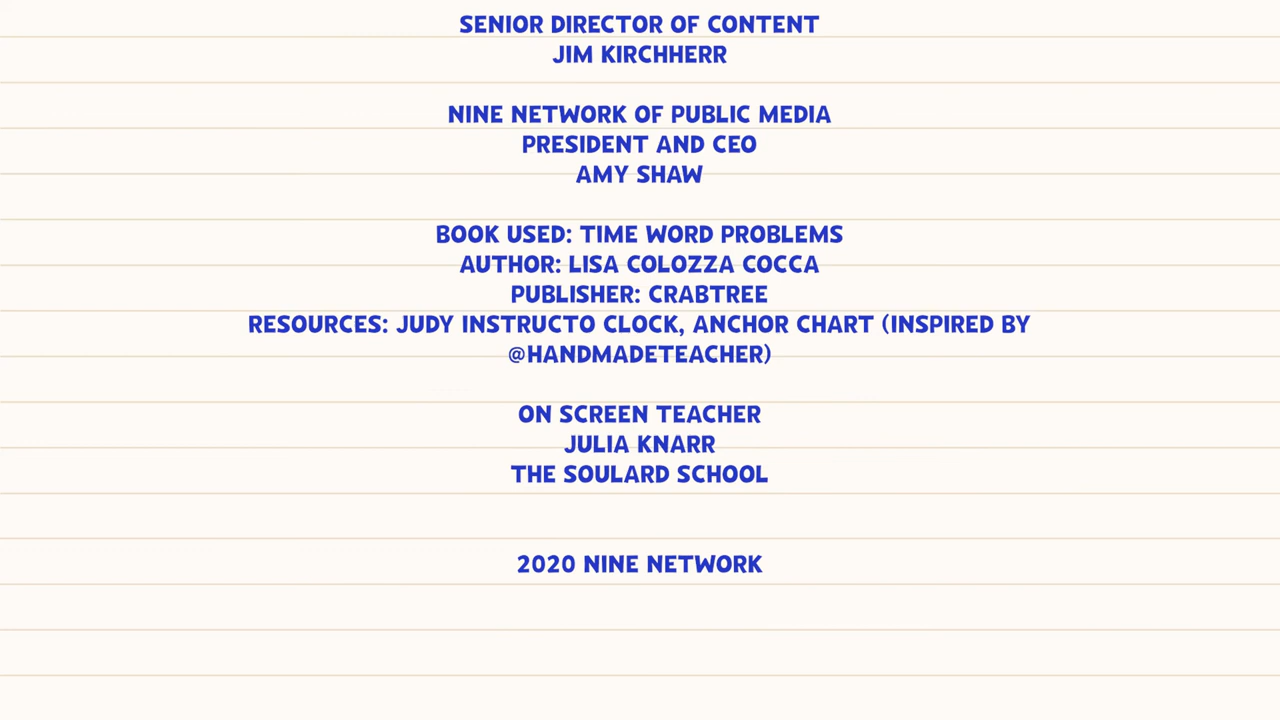 SENIOR DIRECTOR OF CONTENT
JIM KIRCHHERR
NINE NETWORK OF PUBLIC MEDIA
PRESIDENT AND CEO
AMY SHAW
BOOK USED: TIME WORD PROBLEMS
AUTHOR: LISA COLOZZA COCCA
PUBLISHER: CRABTREE
RESOURCES: JUDY INSTRUCTO CLOCK, ANCHOR CHART (INSPIRED BY
@HANDMADETEACHER)
ON SCREEN TEACHER
JULIA KNARR
THE SOULARD SCHOOL
2020 NINE NETWORK